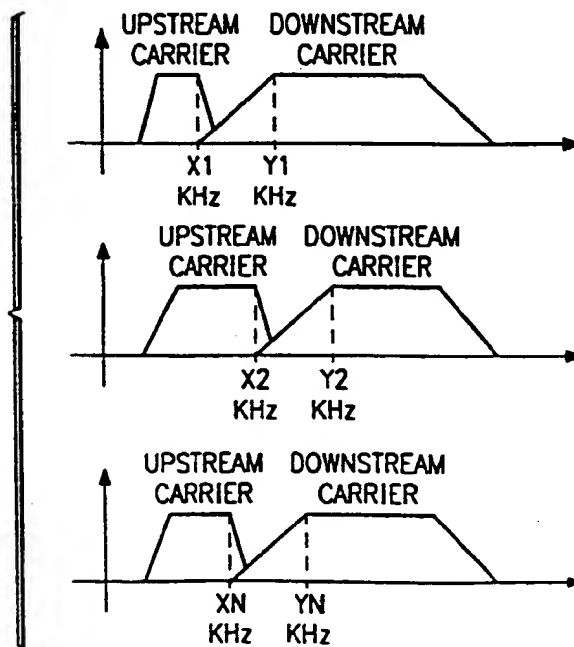 UPSTREAM DOWNSTREAM
CARRIER CARRIER
X1 Y1
KHz KHz
UPSTREAM DOWNSTREAM
CARRIER CARRIER
X2 Y2
KHz KHz
UPSTREAM DOWNSTREAM
CARRIER CARRIER
XN YN
KHz KHz